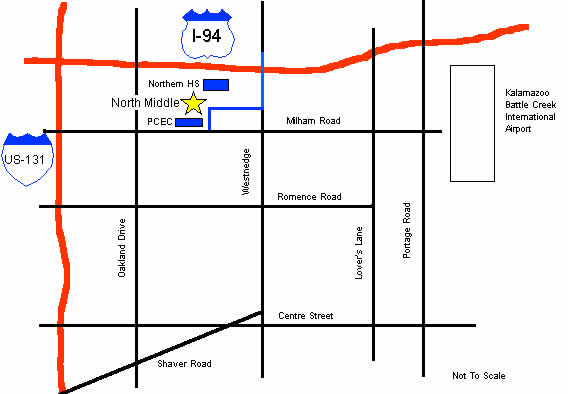 I-94
Northern HS
North Middle
PCEC
Milham Road
Kalamazoo
Battle Creek
International
Airport
US-131
Westnedge
Romence Road
Oakland Drive
Lover's Lane
Portage Road
Centre Street
Shaver Road
Not To Scale